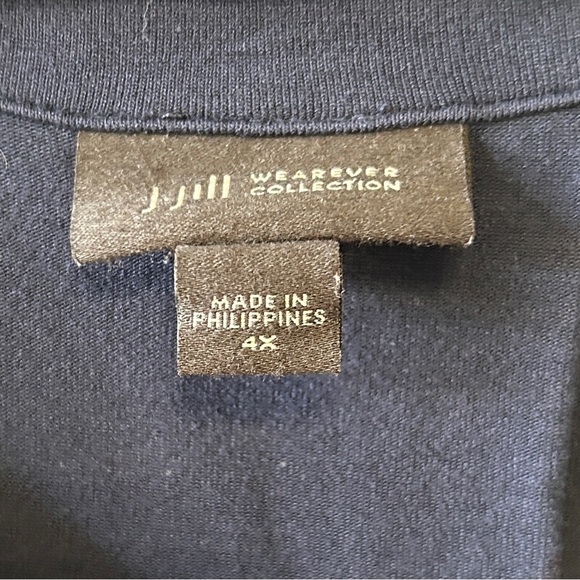 J.Jill WEAREVER
COLLECTION
MADE IN
PHILIPPINES
4X